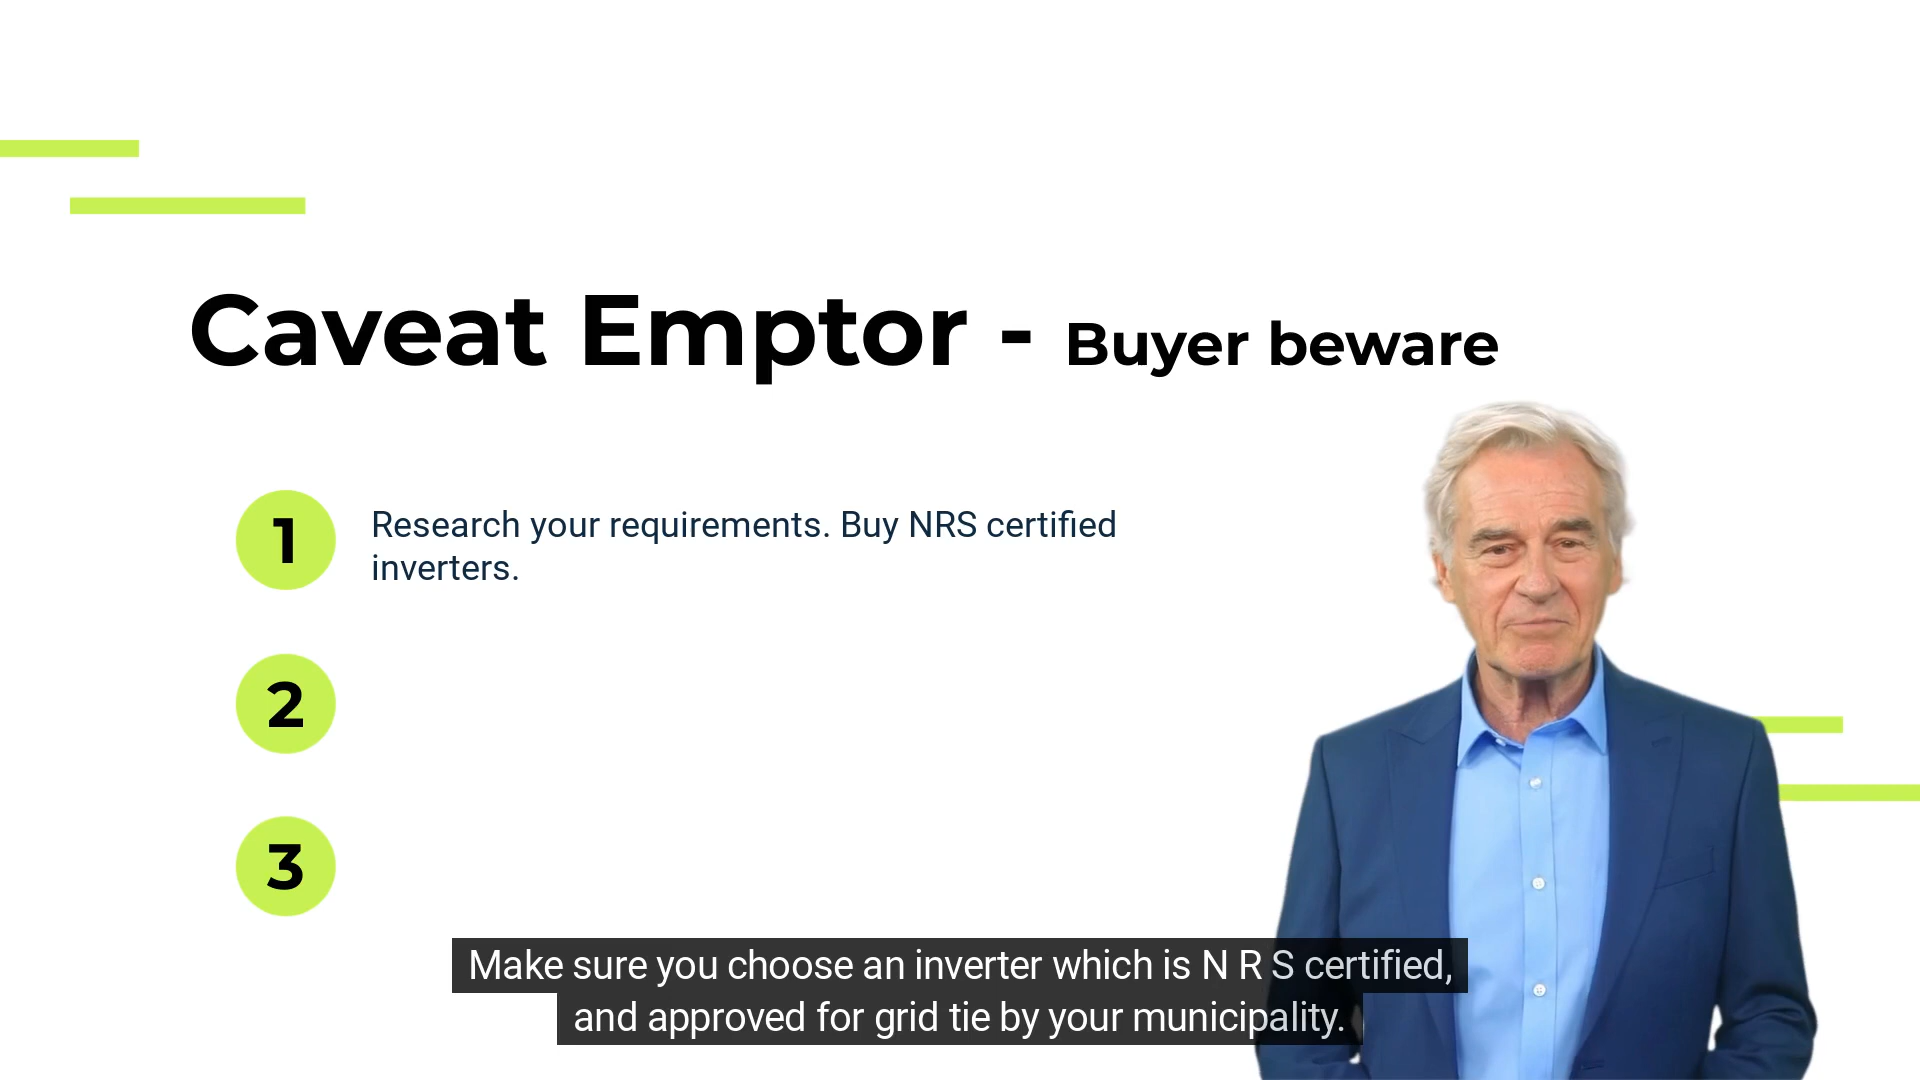 Caveat Emptor - Buyer beware
1
Research your requirements. Buy NRS certified
inverters.
2
3
Make sure you choose an inverter which is N R S certified,
and approved for grid tie by your municipality.